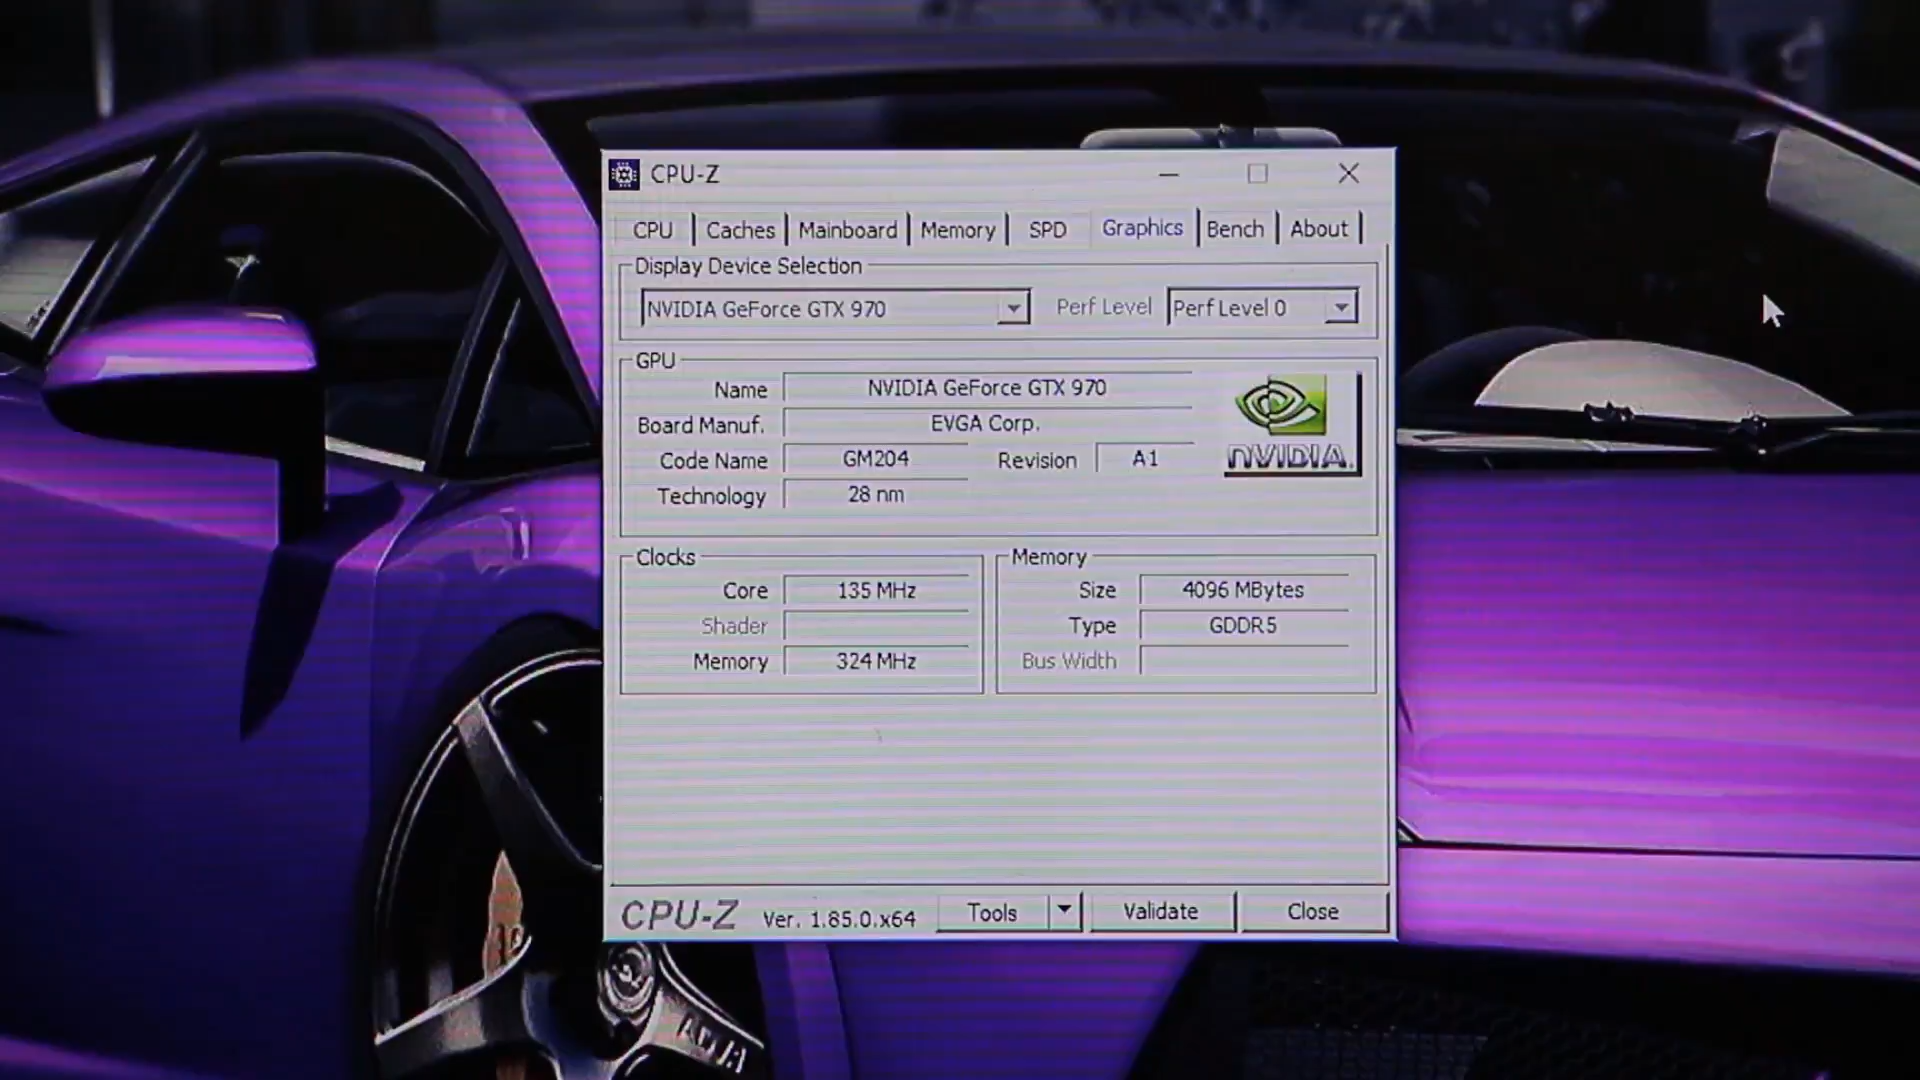 CPU-Z
CPU Caches Mainboard Memory SPD Graphics Bench About
Display Device Selection
NVIDIA GeForce GTX 970 Perf Level Perf Level 0
GPU
Name NVIDIA GeForce GTX 970
Board Manuf. EVGA Corp.
Code Name GM204 Revision A1
Technology 28 nm
NVIDIA.
Clocks
Core 135 MHz
Shader
Memory 324 MHz
Memory
Size 4096 MBytes
Type GDDR5
Bus Width
CPU-Z Ver. 1.85.0.x64 Tools Validate Close